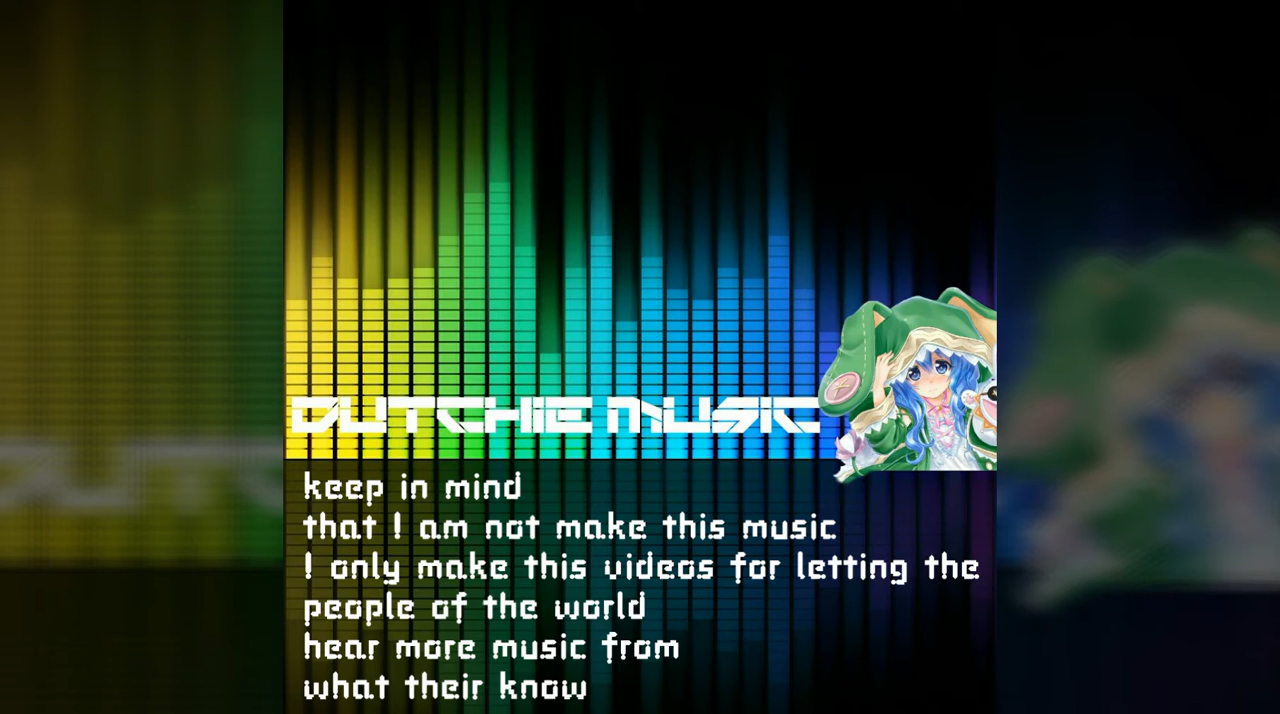 DUTCHIE MUSIC
keep in mind
that I am not make this music
I only make this videos for letting the
people of the world
hear more music from
what their know